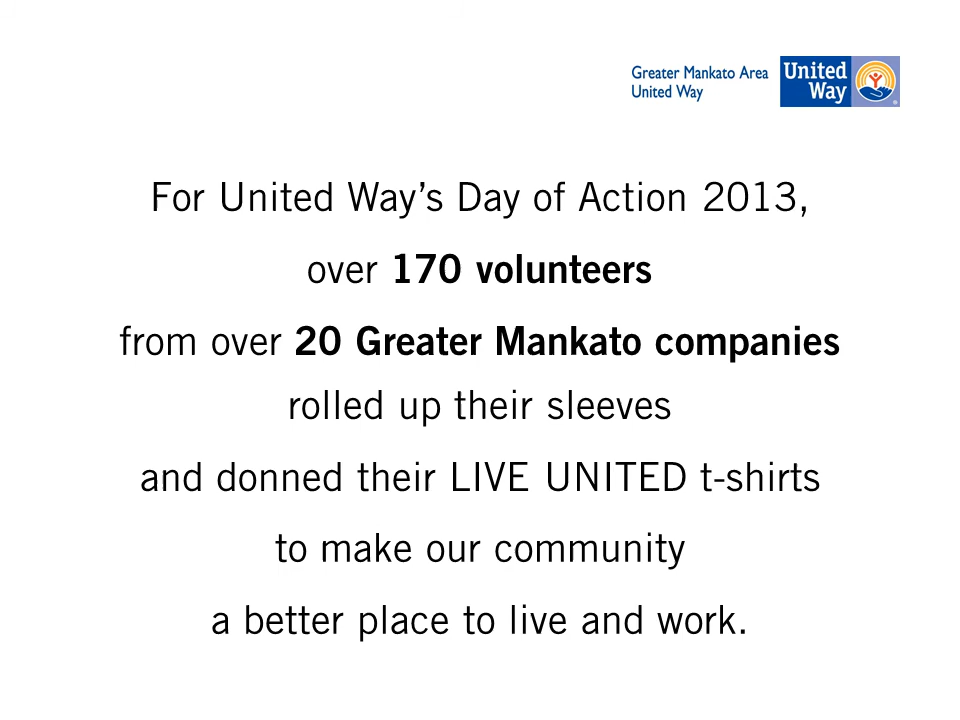 Greater Mankato Area
United Way
United
Way
For United Way’s Day of Action 2013,
over 170 volunteers
from over 20 Greater Mankato companies
rolled up their sleeves
and donned their LIVE UNITED t-shirts
to make our community
a better place to live and work.